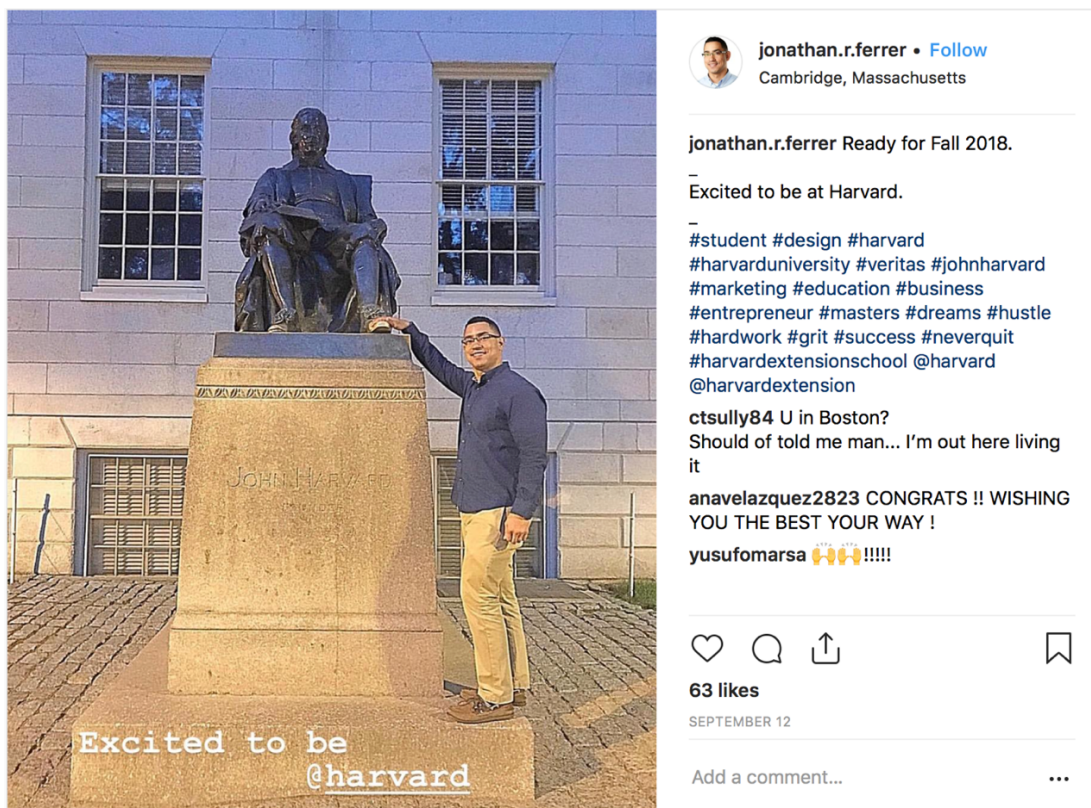 JOHN HARVARD
Excited to be
@harvard
jonathan.r.ferrer • Follow
Cambridge, Massachusetts
jonathan.r.ferrer Ready for Fall 2018.
_
Excited to be at Harvard.
_
#student #design #harvard
#harvarduniversity #veritas #johnharvard
#marketing #education #business
#entrepreneur #masters #dreams #hustle
#hardwork #grit #success #neverquit
#harvardextensionschool @harvard
@harvardextension
ctsully84 U in Boston?
Should of told me man... I'm out here living
it
anavelazquez2823 CONGRATS !! WISHING
YOU THE BEST YOUR WAY !
yusufomarsa 🙌🙌!!!!!
63 likes
SEPTEMBER 12
Add a comment...